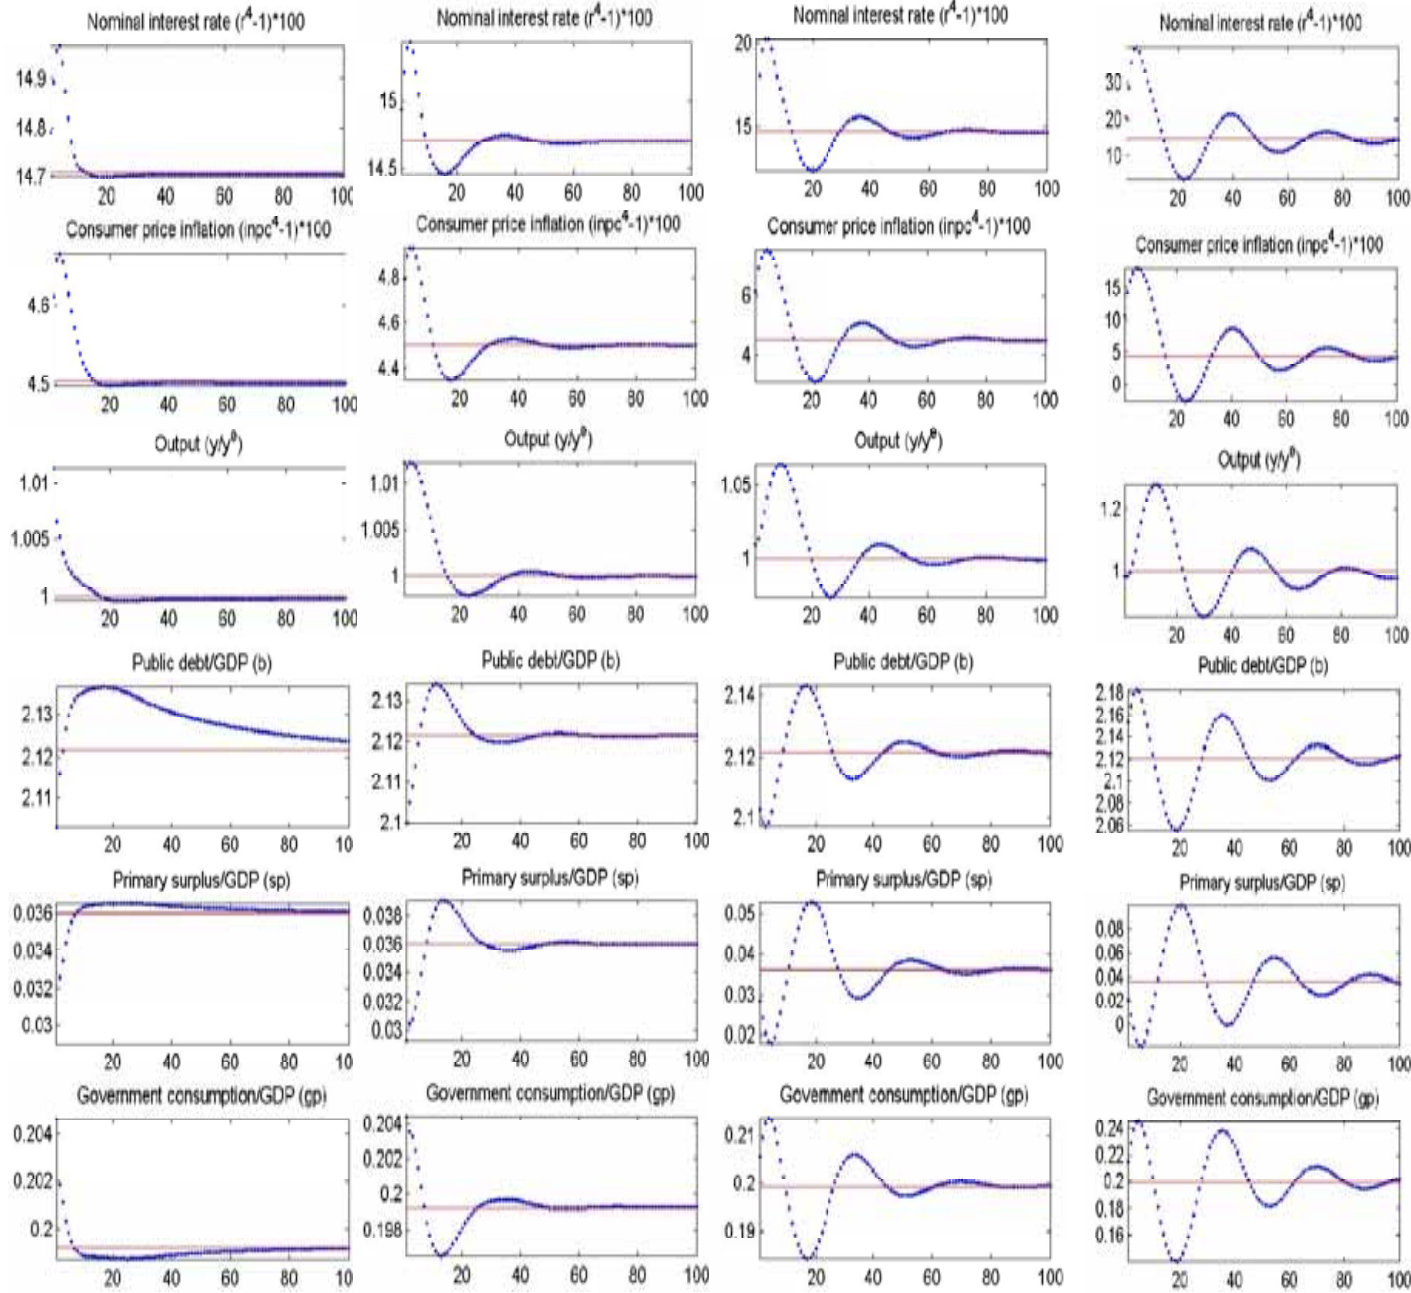 Nominal interest rate (r⁴-1)*100
14.9
14.8
14.7
20 40 60 80 100
Nominal interest rate (r⁴-1)*100
15
14.5
20 40 60 80 100
Nominal interest rate (r⁴-1)*100
20
15
20 40 60 80 100
Nominal interest rate (r⁴-1)*100
30
20
10
20 40 60 80 100
Consumer price inflation (inpc⁴-1)*100
4.6
4.5
20 40 60 80 100
Consumer price inflation (inpc⁴-1)*100
4.8
4.6
4.4
20 40 60 80 100
Consumer price inflation (inpc⁴-1)*100
6
4
20 40 60 80 100
Consumer price inflation (inpc⁴-1)*100
15
10
5
0
20 40 60 80 100
Output (y/y⁰)
1.01
1.005
1
20 40 60 80 100
Output (y/y⁰)
1.01
1.005
1
20 40 60 80 100
Output (y/y⁰)
1.05
1
20 40 60 80 100
Output (y/y⁰)
1.2
1
20 40 60 80 100
Public debt/GDP (b)
2.13
2.12
2.11
20 40 60 80 10
Public debt/GDP (b)
2.13
2.12
2.11
2.1
20 40 60 80 100
Public debt/GDP (b)
2.14
2.12
2.1
20 40 60 80 100
Public debt/GDP (b)
2.18
2.16
2.14
2.12
2.1
2.08
2.06
20 40 60 80 100
Primary surplus/GDP (sp)
0.036
0.034
0.032
0.03
20 40 60 80 10
Primary surplus/GDP (sp)
0.038
0.036
0.034
0.032
0.03
20 40 60 80 100
Primary surplus/GDP (sp)
0.05
0.04
0.03
0.02
20 40 60 80 100
Primary surplus/GDP (sp)
0.08
0.06
0.04
0.02
0
20 40 60 80 100
Government consumption/GDP (gp)
0.204
0.202
0.2
20 40 60 80 10
Government consumption/GDP (gp)
0.204
0.202
0.2
0.198
20 40 60 80 100
Government consumption/GDP (gp)
0.21
0.2
0.19
20 40 60 80 100
Government consumption/GDP (gp)
0.24
0.22
0.2
0.18
0.16
20 40 60 80 100